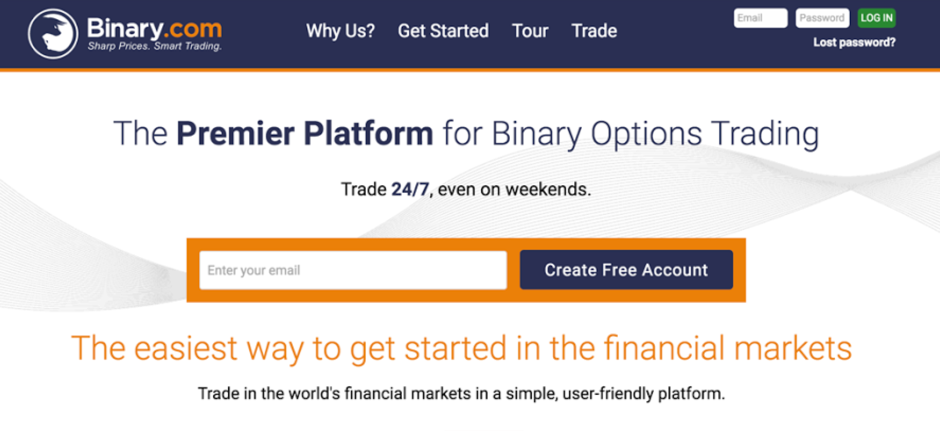 Binary.com
Sharp Prices. Smart Trading.
Why Us? Get Started Tour Trade
Email Password LOG IN
Lost password?
The Premier Platform for Binary Options Trading
Trade 24/7, even on weekends.
Enter your email Create Free Account
The easiest way to get started in the financial markets
Trade in the world's financial markets in a simple, user-friendly platform.